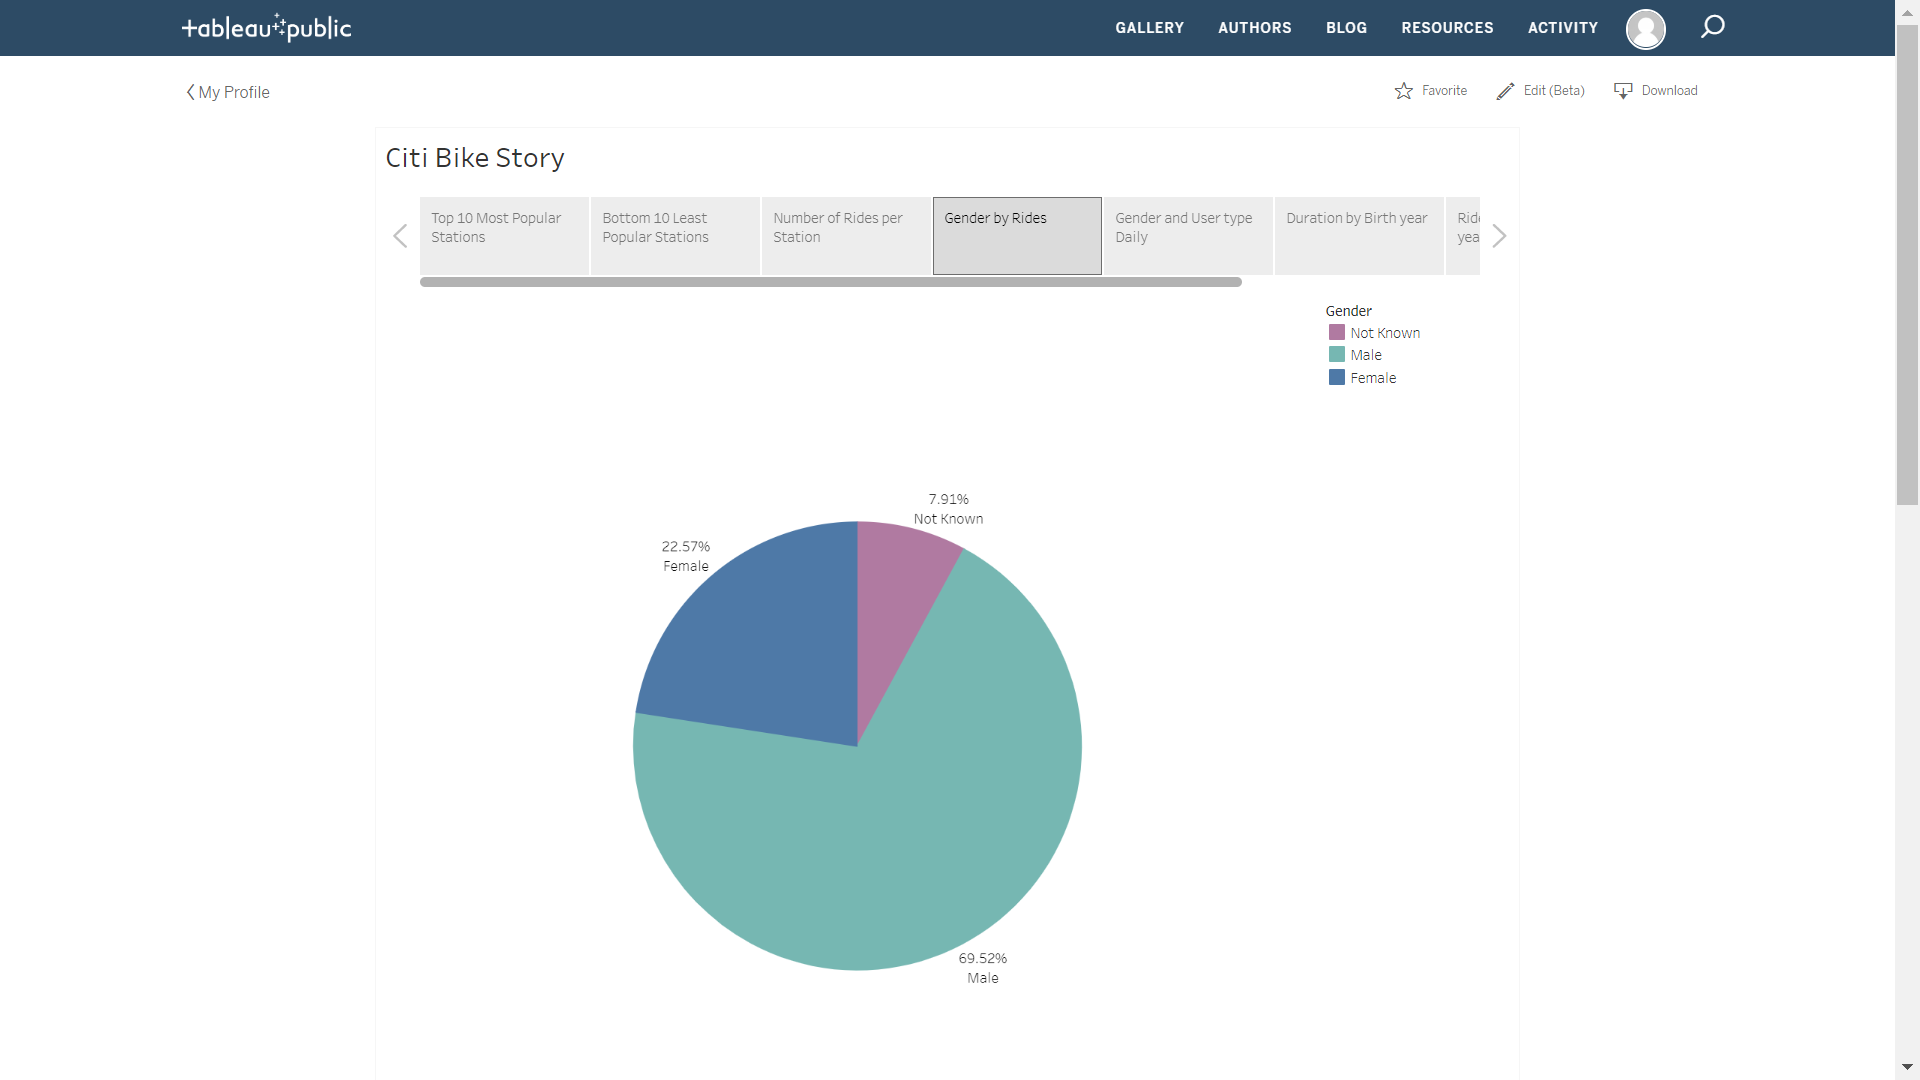 tableau public
GALLERY AUTHORS BLOG RESOURCES ACTIVITY
My Profile
Favorite Edit (Beta) Download
Citi Bike Story
Top 10 Most Popular
Stations
Bottom 10 Least
Popular Stations
Number of Rides per
Station
Gender by Rides
Gender and User type
Daily
Duration by Birth year
Gender
Not Known
Male
Female
7.91%
Not Known
22.57%
Female
69.52%
Male